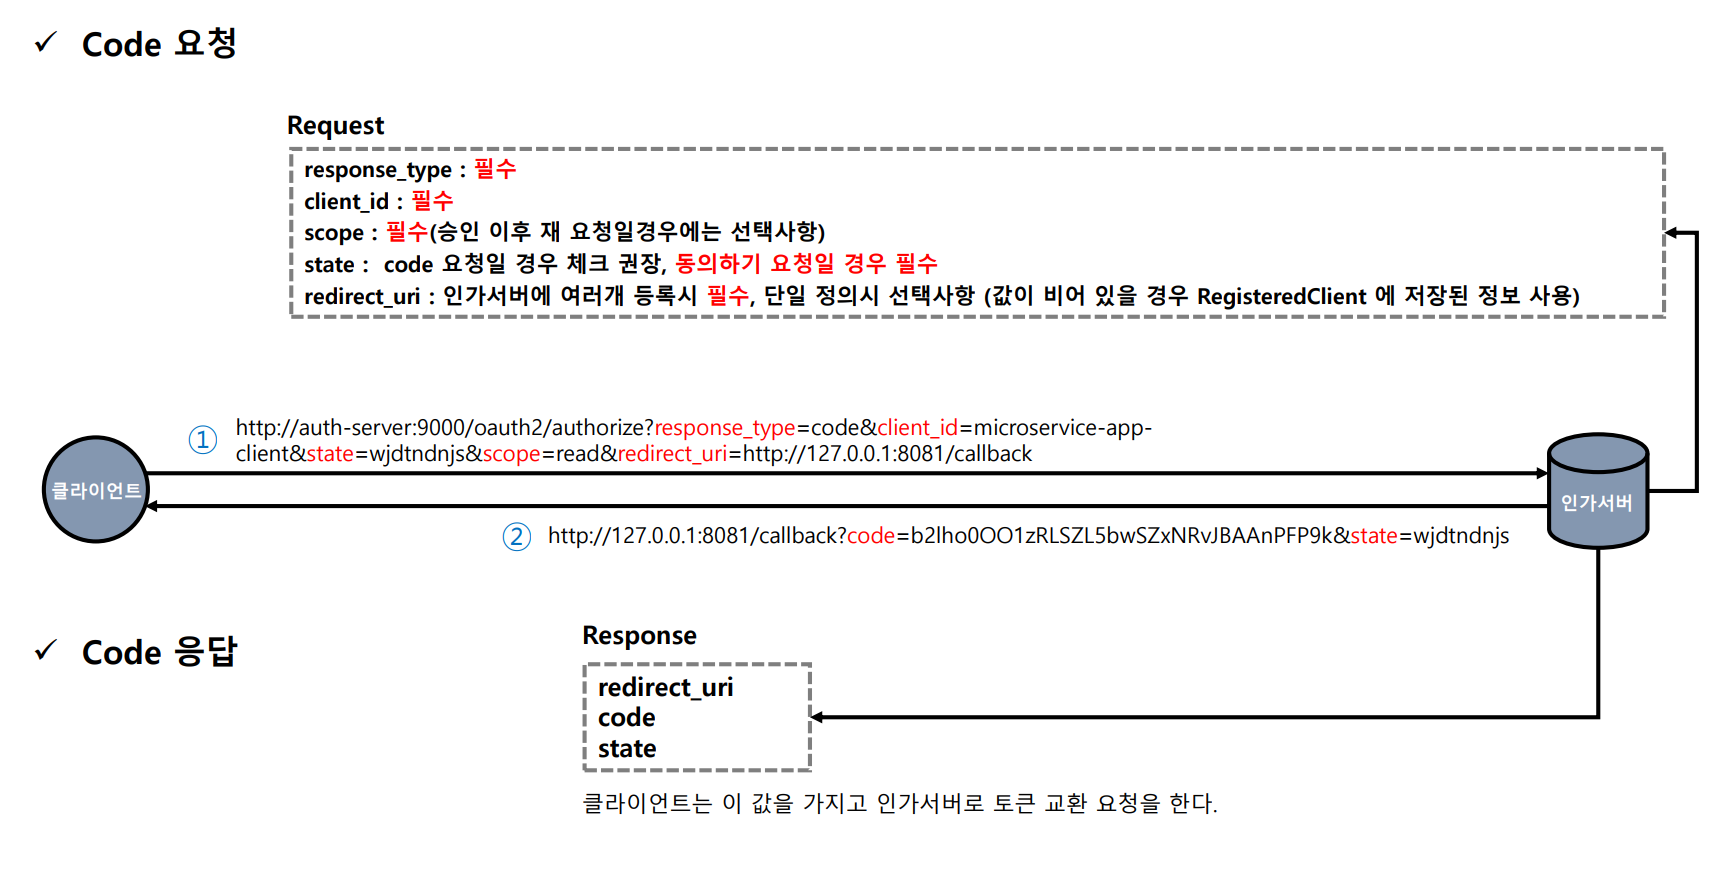 ✓ Code 요청
Request
response_type : 필수
client_id : 필수
scope : 필수(승인 이후 재 요청일경우에는 선택사항)
state : code 요청일 경우 체크 권장, 동의하기 요청일 경우 필수
redirect_uri : 인가서버에 여러개 등록시 필수, 단일 정의시 선택사항 (값이 비어 있을 경우 RegisteredClient 에 저장된 정보 사용)
① http://auth-server:9000/oauth2/authorize?response_type=code&client_id=microservice-app-
client&state=wjdtndnjs&scope=read&redirect_uri=http://127.0.0.1:8081/callback
클라이언트
인가서버
② http://127.0.0.1:8081/callback?code=b2lho0OO1zRLSZL5bwSZxNRvJBAAnPFP9k&state=wjdtndnjs
✓ Code 응답
Response
redirect_uri
code
state
클라이언트는 이 값을 가지고 인가서버로 토큰 교환 요청을 한다.